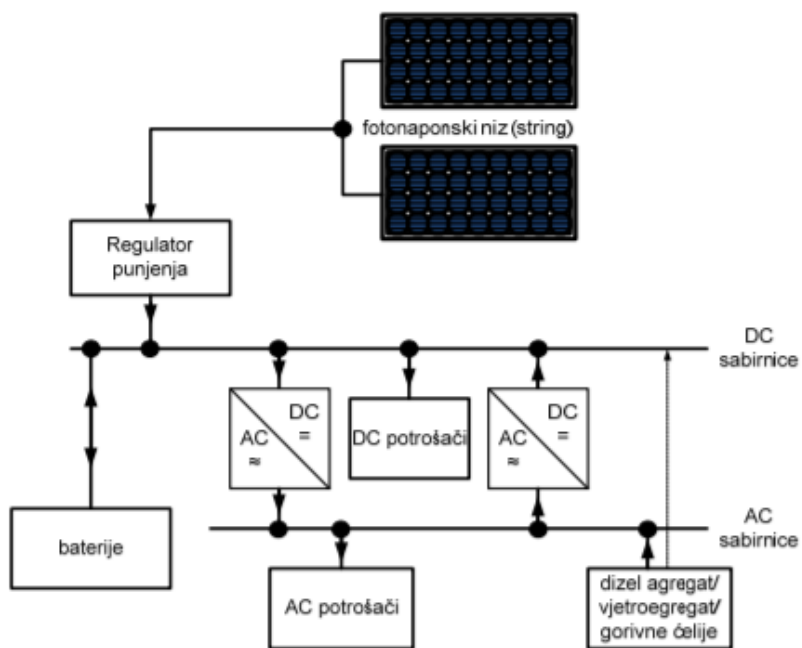 fotonaponski niz (string)
Regulator
punjenja
DC
sabirnice
DC
=
AC
≈
DC potrošači
DC
=
AC
≈
baterije
AC
sabirnice
AC potrošači
dizel agregat/
vjetroegregat/
gorivne ćelije